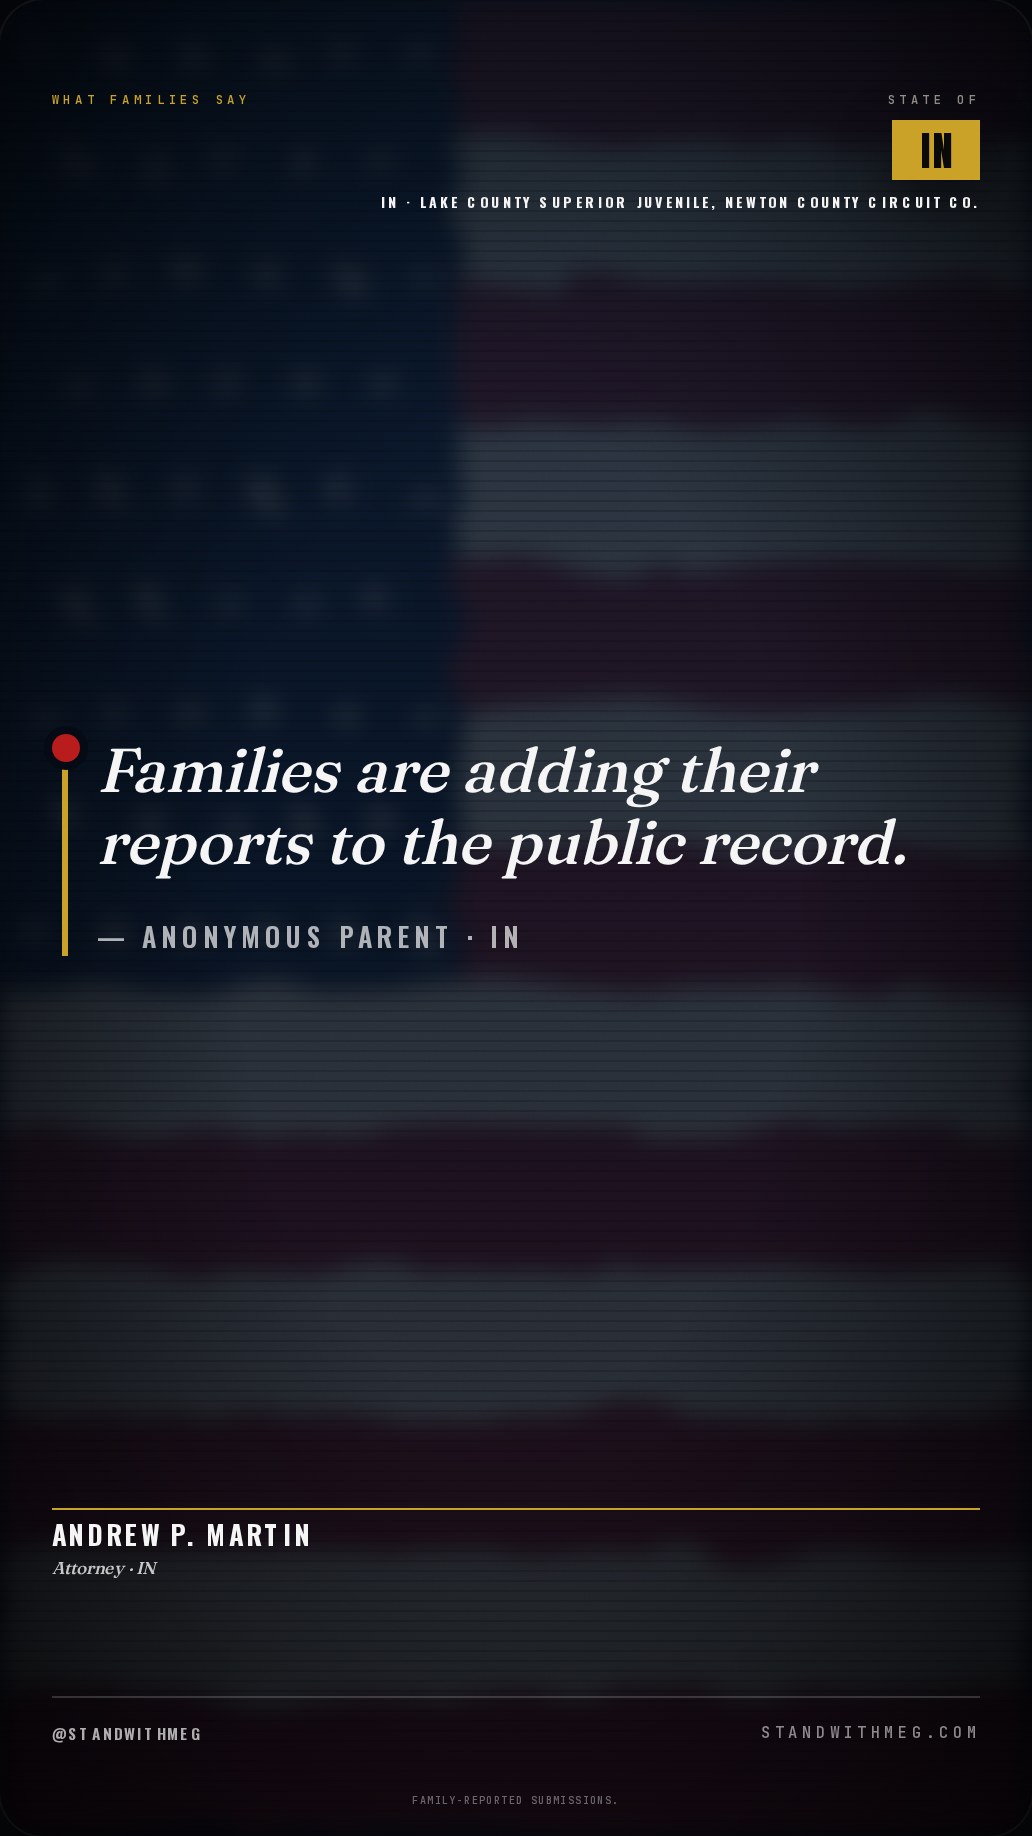 WHAT FAMILIES SAY
STATE OF
IN
IN · LAKE COUNTY SUPERIOR JUVENILE, NEWTON COUNTY CIRCUIT CO.
Families are adding their
reports to the public record.
— ANONYMOUS PARENT · IN
ANDREW P. MARTIN
Attorney · IN
@STANDWITHMEG
STANDWITHMEG.COM
FAMILY-REPORTED SUBMISSIONS.